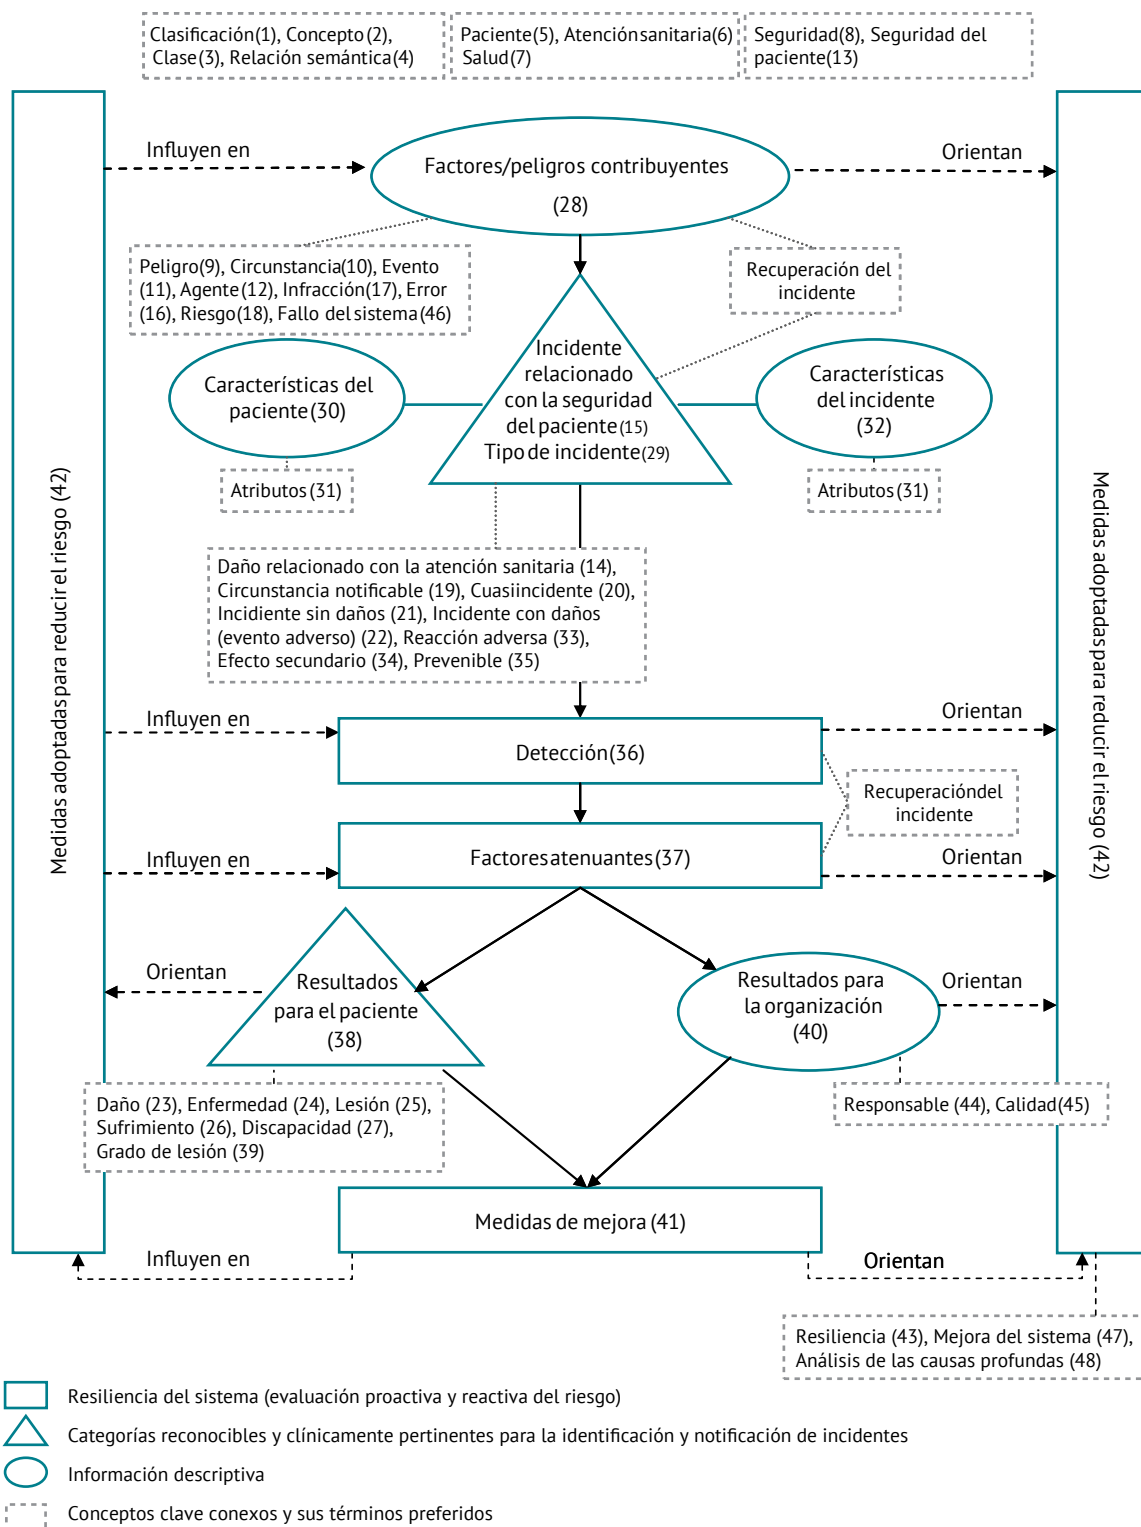 Clasificación(1), Concepto(2),
Clase(3), Relación semántica(4)
Paciente(5), Atención sanitaria(6)
Salud(7)
Seguridad(8), Seguridad del
paciente(13)
Influyen en
Factores/peligros contribuyentes
(28)
Orientan
Peligro(9), Circunstancia(10), Evento
(11), Agente(12), Infracción(17), Error
(16), Riesgo(18), Fallo del sistema(46)
Recuperación del
incidente
Características del
paciente(30)
Incidente
relacionado
con la seguridad
del paciente(15)
Tipo de incidente(29)
Características
del incidente
(32)
Atributos(31)
Atributos(31)
Medidas adoptadas para reducir el riesgo (42)
Medidas adoptadas para reducir el riesgo (42)
Daño relacionado con la atención sanitaria (14),
Circunstancia notificable (19), Cuasiincidente (20),
Incidiente sin daños (21), Incidente con daños
(evento adverso) (22), Reacción adversa (33),
Efecto secundario (34), Prevenible (35)
Influyen en
Detección(36)
Orientan
Recuperación del
incidente
Influyen en
Factores atenuantes(37)
Orientan
Orientan
Resultados
para el paciente
(38)
Resultados para
la organización
(40)
Orientan
Daño (23), Enfermedad (24), Lesión (25),
Sufrimiento (26), Discapacidad (27),
Grado de lesión (39)
Responsable (44), Calidad(45)
Medidas de mejora (41)
Influyen en
Orientan
Resiliencia (43), Mejora del sistema (47),
Análisis de las causas profundas (48)
Resiliencia del sistema (evaluación proactiva y reactiva del riesgo)
Categorías reconocibles y clínicamente pertinentes para la identificación y notificación de incidentes
Información descriptiva
Conceptos clave conexos y sus términos preferidos